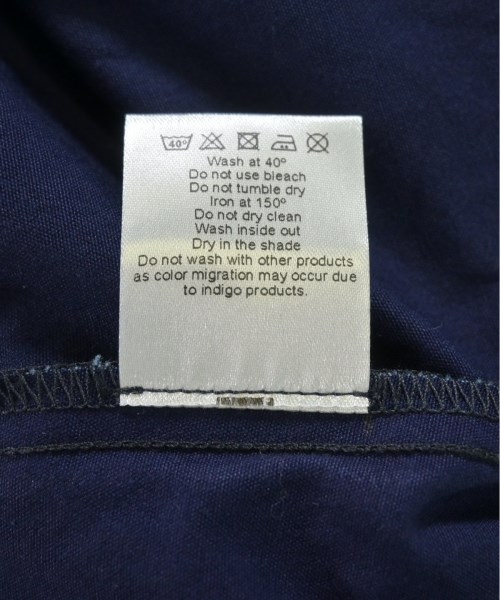 40°
Wash at 40º
Do not use bleach
Do not tumble dry
Iron at 150º
Do not dry clean
Wash inside out
Dry in the shade
Do not wash with other products
as color migration may occur due
to indigo products.